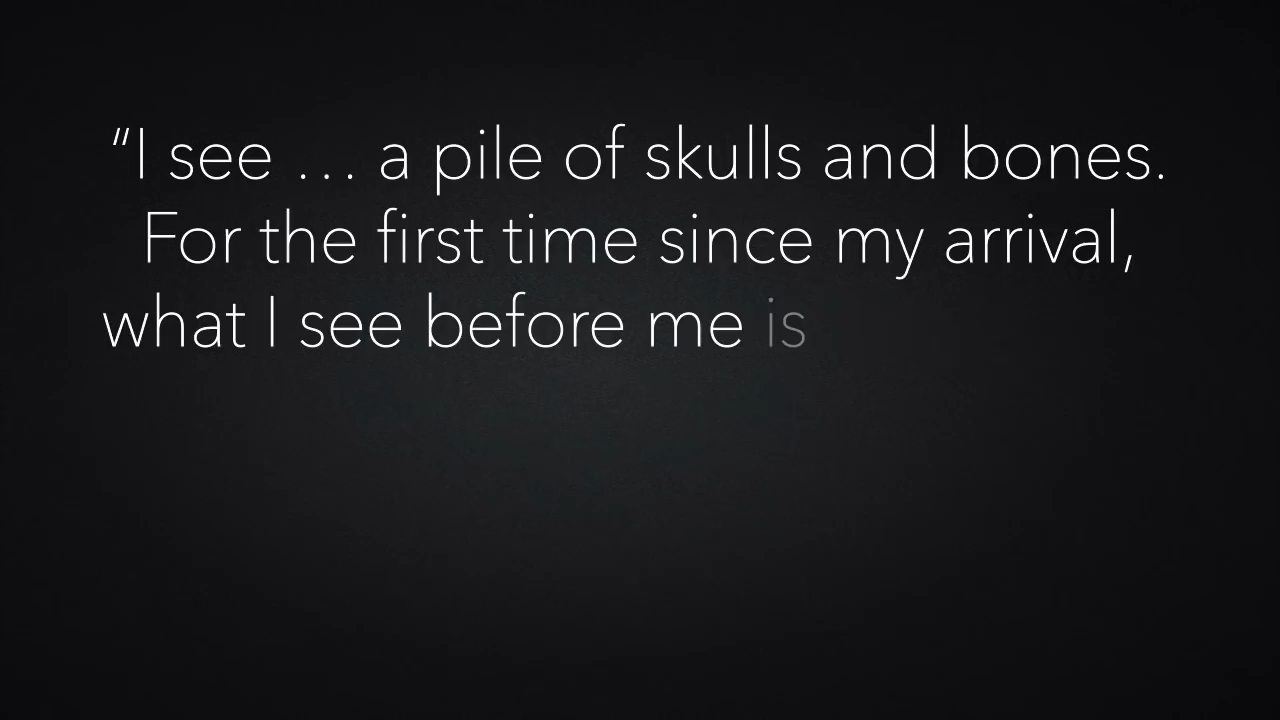 “I see … a pile of skulls and bones.
For the first time since my arrival,
what I see before me is